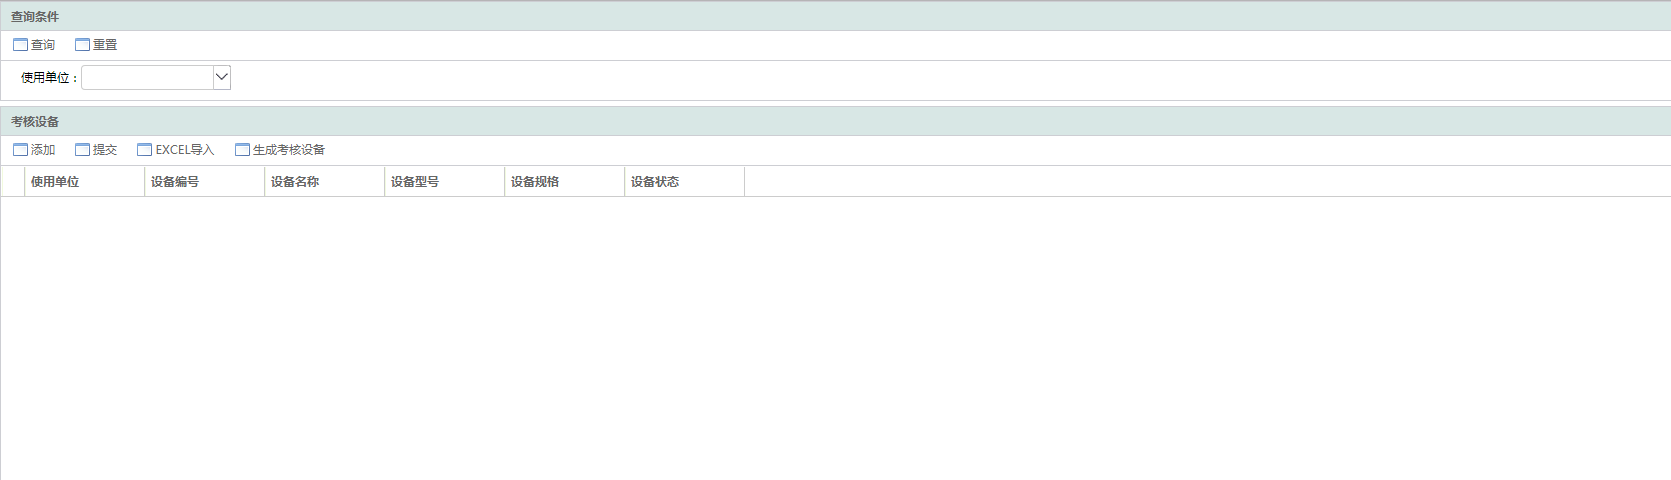 查询条件
查询 重置
使用单位：
考核设备
添加 提交 EXCEL导入 生成考核设备
使用单位 设备编号 设备名称 设备型号 设备规格 设备状态